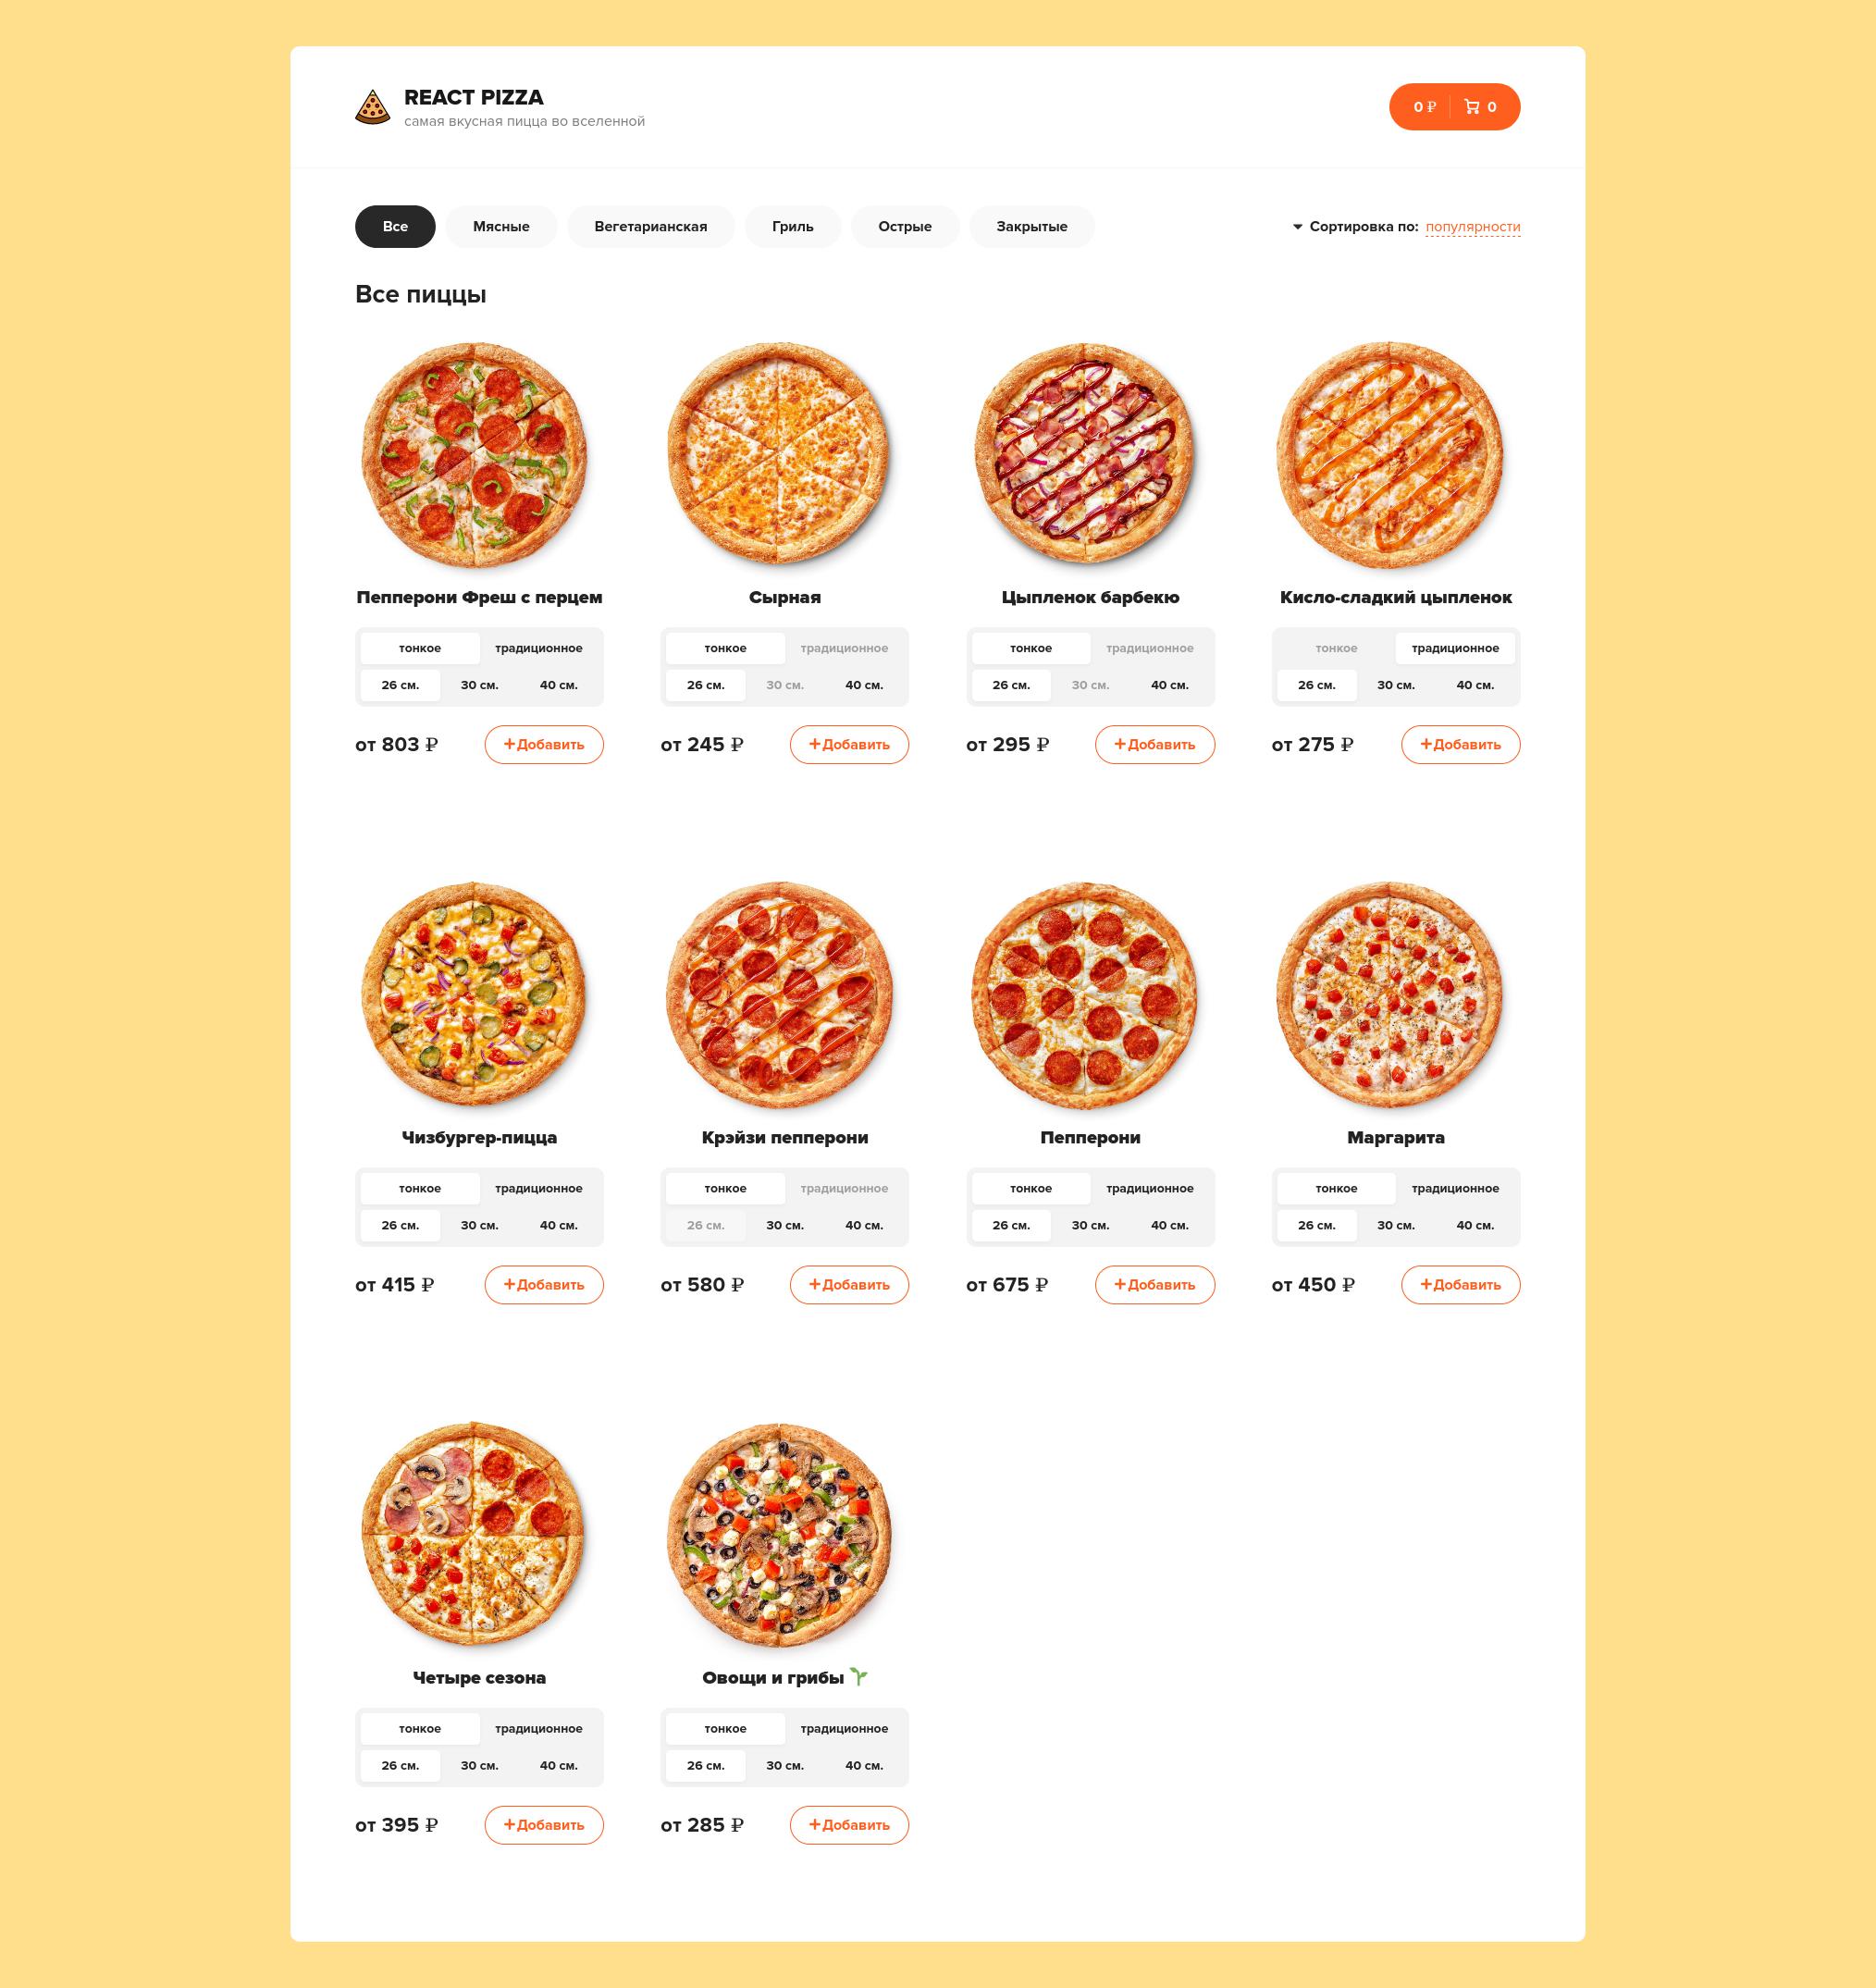 REACT PIZZA
самая вкусная пицца во вселенной
0 ₽ 0
Все Мясные Вегетарианская Гриль Острые Закрытые Сортировка по: популярности
Все пиццы
Пепперони Фреш с перцем Сырная Цыпленок барбекю Кисло-сладкий цыпленок
тонкое традиционное тонкое традиционное тонкое традиционное тонкое традиционное
26 см. 30 см. 40 см. 26 см. 30 см. 40 см. 26 см. 30 см. 40 см. 26 см. 30 см. 40 см.
от 803 ₽ +Добавить от 245 ₽ +Добавить от 295 ₽ +Добавить от 275 ₽ +Добавить
Чизбургер-пицца Крэйзи пепперони Пепперони Маргарита
тонкое традиционное тонкое традиционное тонкое традиционное тонкое традиционное
26 см. 30 см. 40 см. 26 см. 30 см. 40 см. 26 см. 30 см. 40 см. 26 см. 30 см. 40 см.
от 415 ₽ +Добавить от 580 ₽ +Добавить от 675 ₽ +Добавить от 450 ₽ +Добавить
Четыре сезона Овощи и грибы 🌱
тонкое традиционное тонкое традиционное
26 см. 30 см. 40 см. 26 см. 30 см. 40 см.
от 395 ₽ +Добавить от 285 ₽ +Добавить